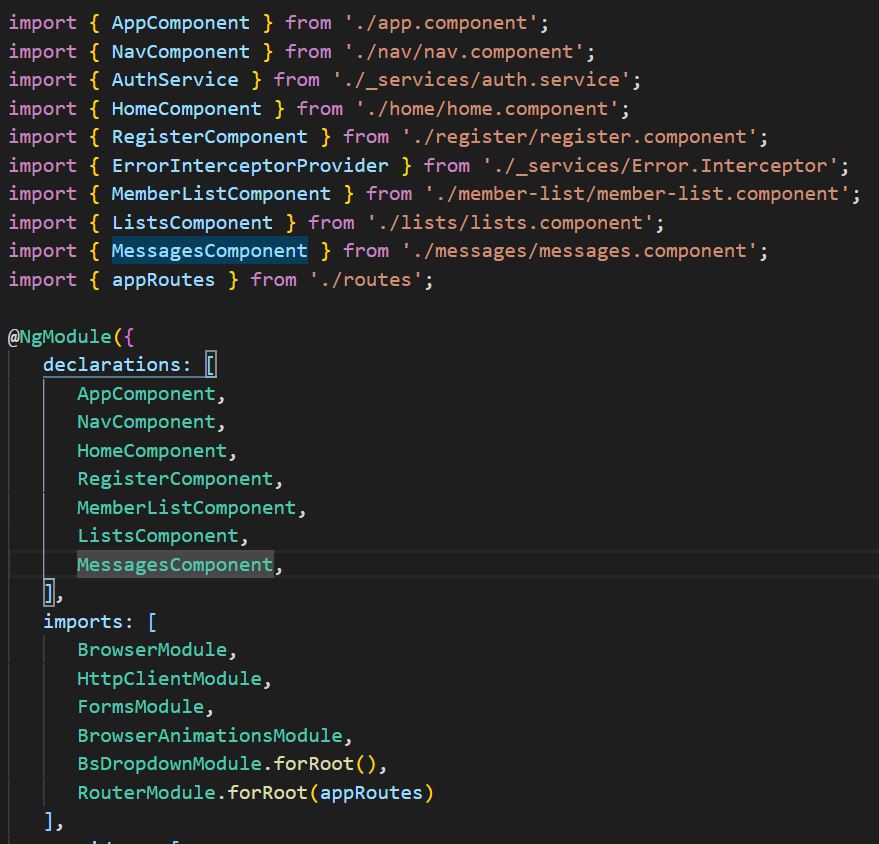 import { AppComponent } from './app.component';
import { NavComponent } from './nav/nav.component';
import { AuthService } from './_services/auth.service';
import { HomeComponent } from './home/home.component';
import { RegisterComponent } from './register/register.component';
import { ErrorInterceptorProvider } from './_services/Error.Interceptor';
import { MemberListComponent } from './member-list/member-list.component';
import { ListsComponent } from './lists/lists.component';
import { MessagesComponent } from './messages/messages.component';
import { appRoutes } from './routes';
@NgModule({
declarations: [
AppComponent,
NavComponent,
HomeComponent,
RegisterComponent,
MemberListComponent,
ListsComponent,
MessagesComponent,
],
imports: [
BrowserModule,
HttpClientModule,
FormsModule,
BrowserAnimationsModule,
BsDropdownModule.forRoot(),
RouterModule.forRoot(appRoutes)
],